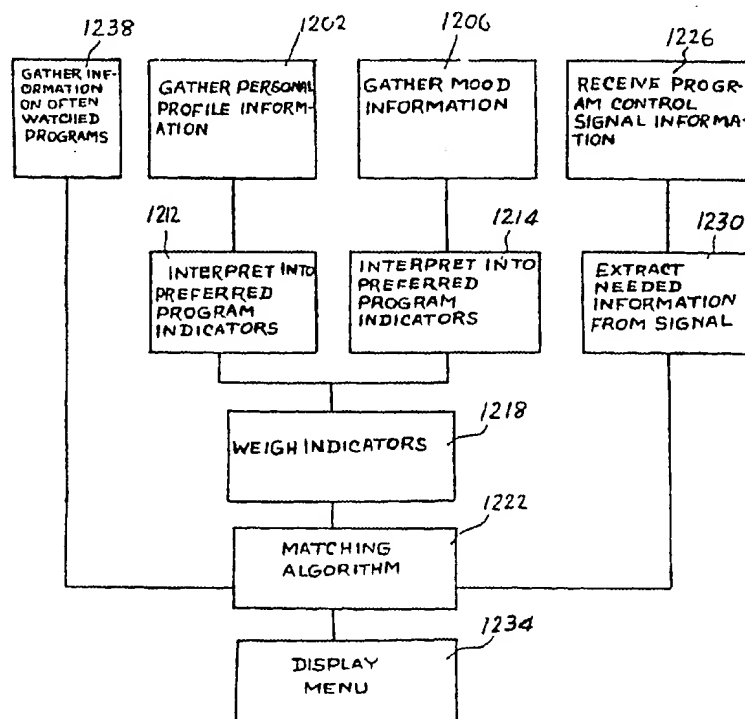 1238
1202
1206
1226
GATHER INF-
ORMATION
ON OFTEN
WATCHED
PROGRAMS
GATHER PERSONAL
PROFILE INFORM-
ATION
GATHER MOOD
INFORMATION
RECEIVE PROGR-
AM CONTROL
SIGNAL INFORMA-
TION
1212
1214
1230
INTERPRET INTO
PREFERRED
PROGRAM
INDICATORS
INTERPRET INTO
PREFERRED
PROGRAM
INDICATORS
EXTRACT
NEEDED
INFORMATION
FROM SIGNAL
1218
WEIGH INDICATORS
1222
MATCHING
ALGORITHM
1234
DISPLAY
MENU